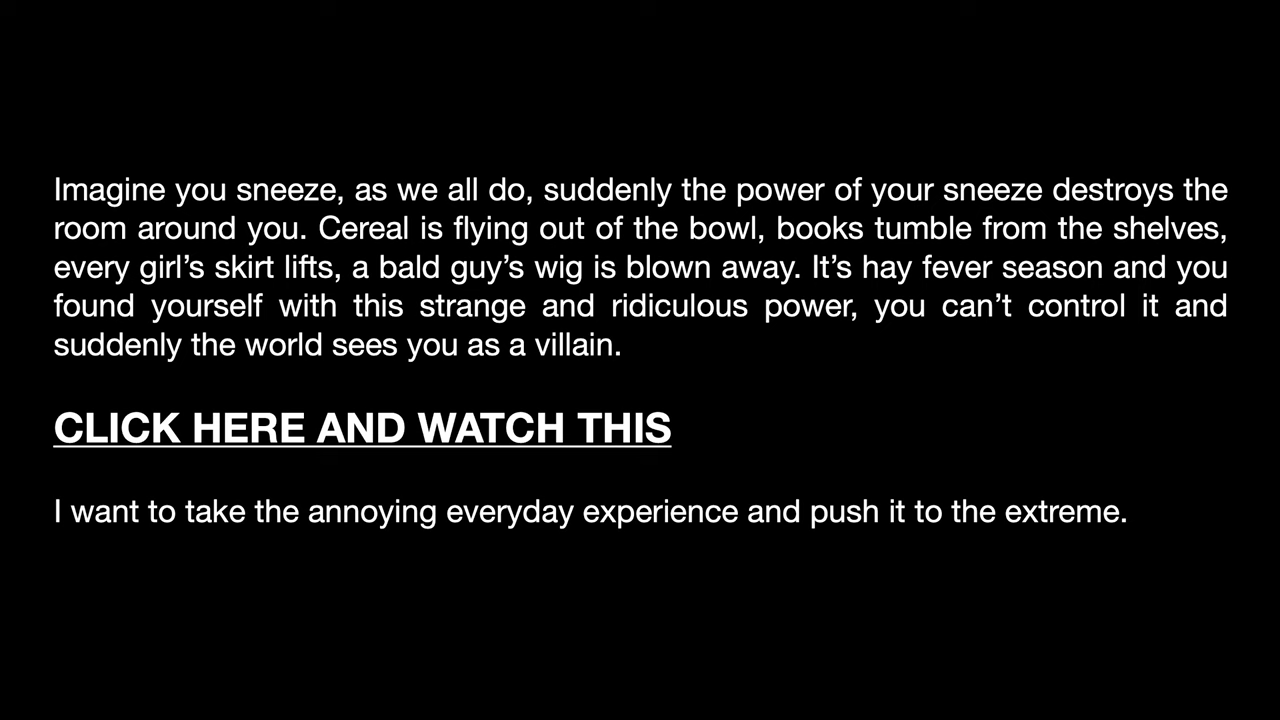 Imagine you sneeze, as we all do, suddenly the power of your sneeze destroys the
room around you. Cereal is flying out of the bowl, books tumble from the shelves,
every girl’s skirt lifts, a bald guy’s wig is blown away. It’s hay fever season and you
found yourself with this strange and ridiculous power, you can’t control it and
suddenly the world sees you as a villain.
CLICK HERE AND WATCH THIS
I want to take the annoying everyday experience and push it to the extreme.